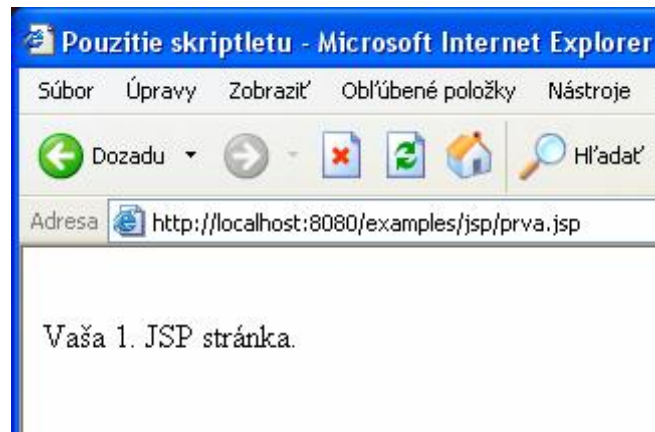 Pouzitie skriptletu - Microsoft Internet Explorer
Súbor Úpravy Zobraziť Obľúbené položky Nástroje
Dozadu Hľadať
Adresa http://localhost:8080/examples/jsp/prva.jsp
Vaša 1. JSP stránka.